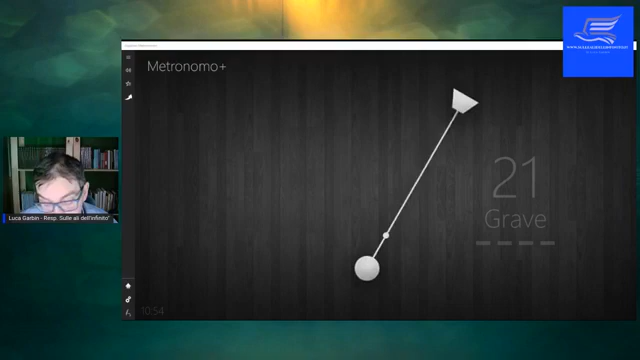 Metronomo+
21
Grave
10:54
Luca Garbin - Resp. "Sulle ali dell'infinito"